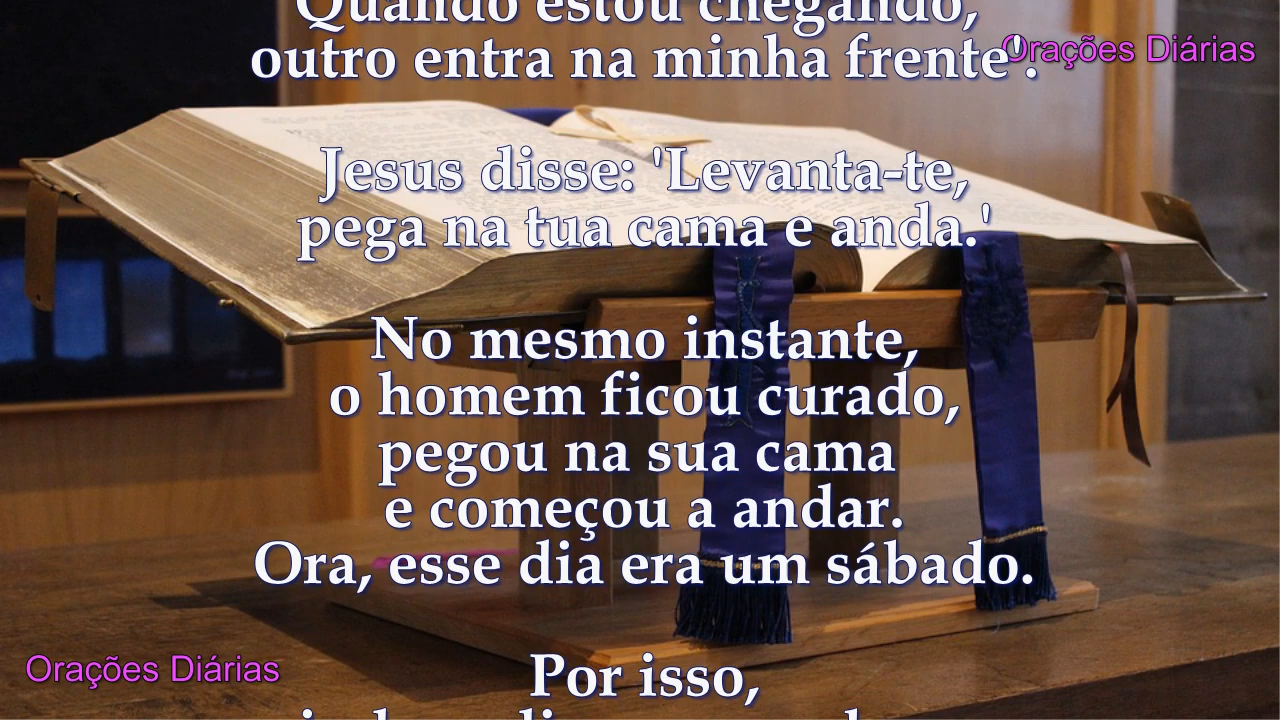 Quando estou chegando,
outro entra na minha frente'.
Orações Diárias
Jesus disse: 'Levanta-te,
pega na tua cama e anda.'
No mesmo instante,
o homem ficou curado,
pegou na sua cama
e começou a andar.
Ora, esse dia era um sábado.
Orações Diárias
Por isso,